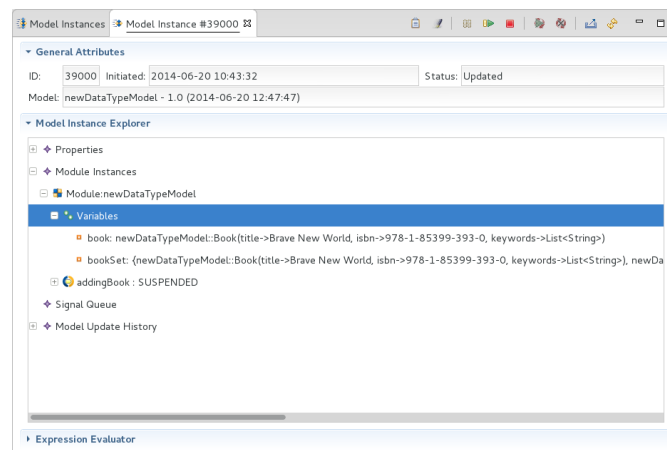 Model Instances Model Instance #39000
General Attributes
ID: 39000 Initiated: 2014-06-20 10:43:32 Status: Updated
Model: newDataTypeModel - 1.0 (2014-06-20 12:47:47)
Model Instance Explorer
Properties
Module Instances
Module:newDataTypeModel
Variables
book: newDataTypeModel::Book(title->Brave New World, isbn->978-1-85399-393-0, keywords->List<String>)
bookSet: {newDataTypeModel::Book(title->Brave New World, isbn->978-1-85399-393-0, keywords->List<String>), newDa
addingBook : SUSPENDED
Signal Queue
Model Update History
Expression Evaluator